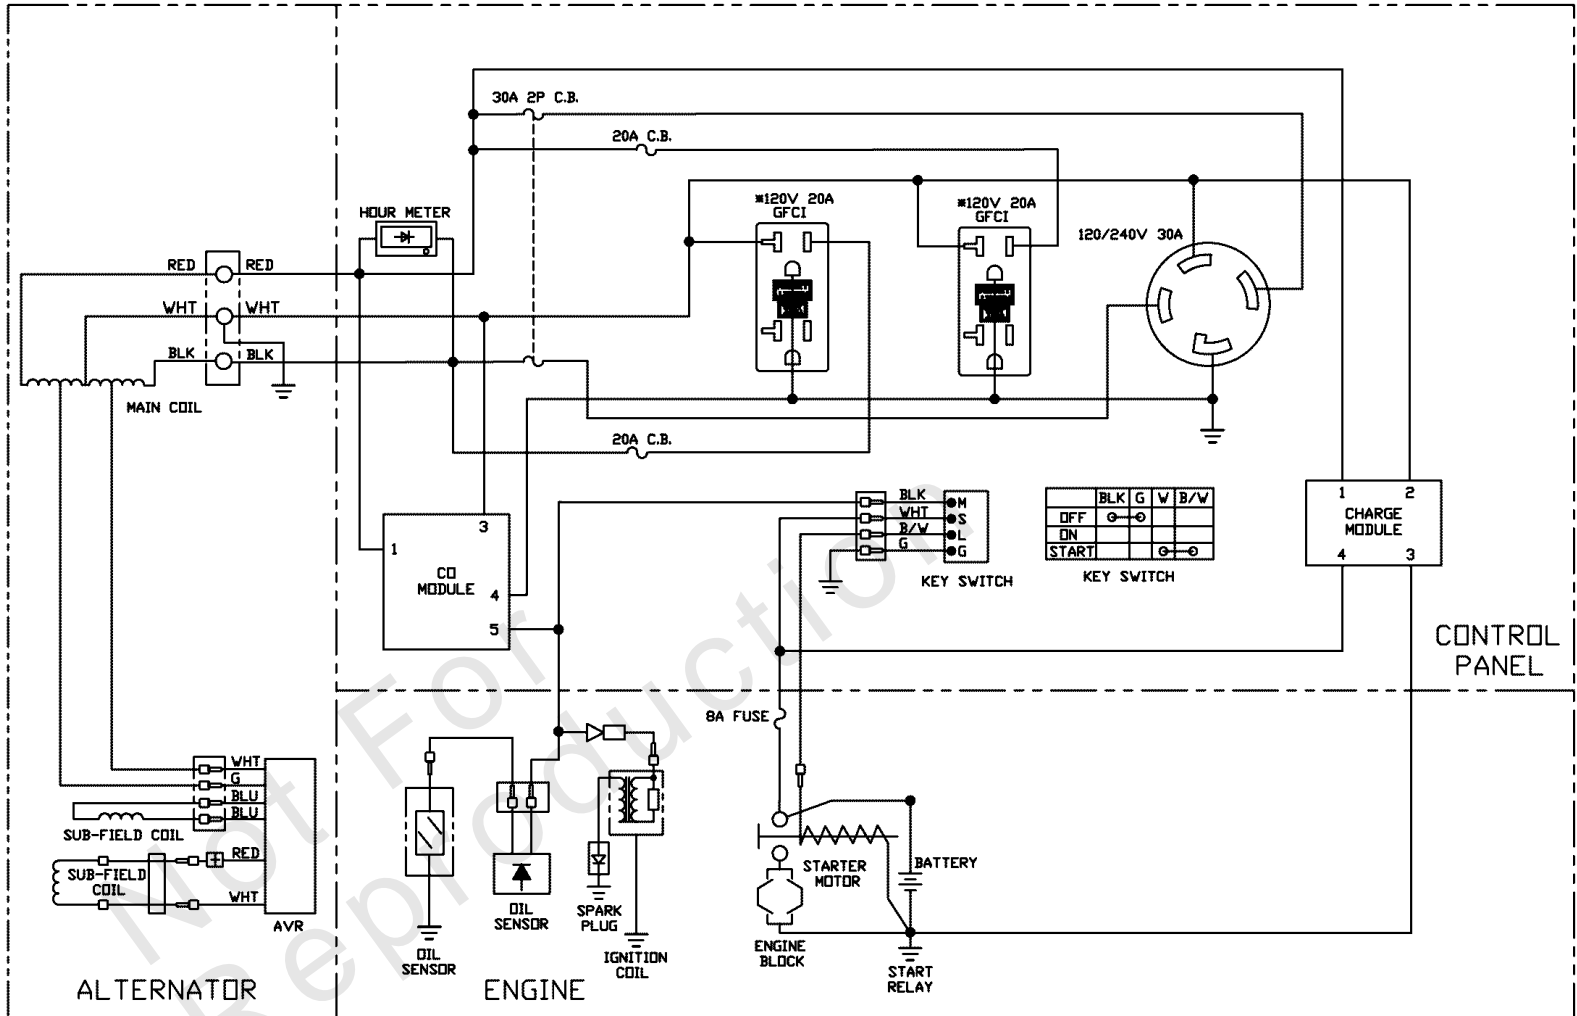 30A 2P C.B.
20A C.B.
HOUR METER
*120V 20A
GFCI
*120V 20A
GFCI
120/240V 30A
RED
RED
WHT
WHT
BLK
BLK
MAIN COIL
20A C.B.
1
3
CO
MODULE
4
5
BLK
WHT
B/W
G
M
S
L
G
KEY SWITCH
BLK G W B/W
OFF
ON
START
KEY SWITCH
1 2
CHARGE
MODULE
4 3
CONTROL
PANEL
8A FUSE
WHT
G
BLU
BLU
SUB-FIELD COIL
RED
SUB-FIELD
COIL
WHT
AVR
ALTERNATOR
OIL
SENSOR
OIL
SENSOR
SPARK
PLUG
IGNITION
COIL
ENGINE
STARTER
MOTOR
BATTERY
ENGINE
BLOCK
START
RELAY
Not For
Reproduction